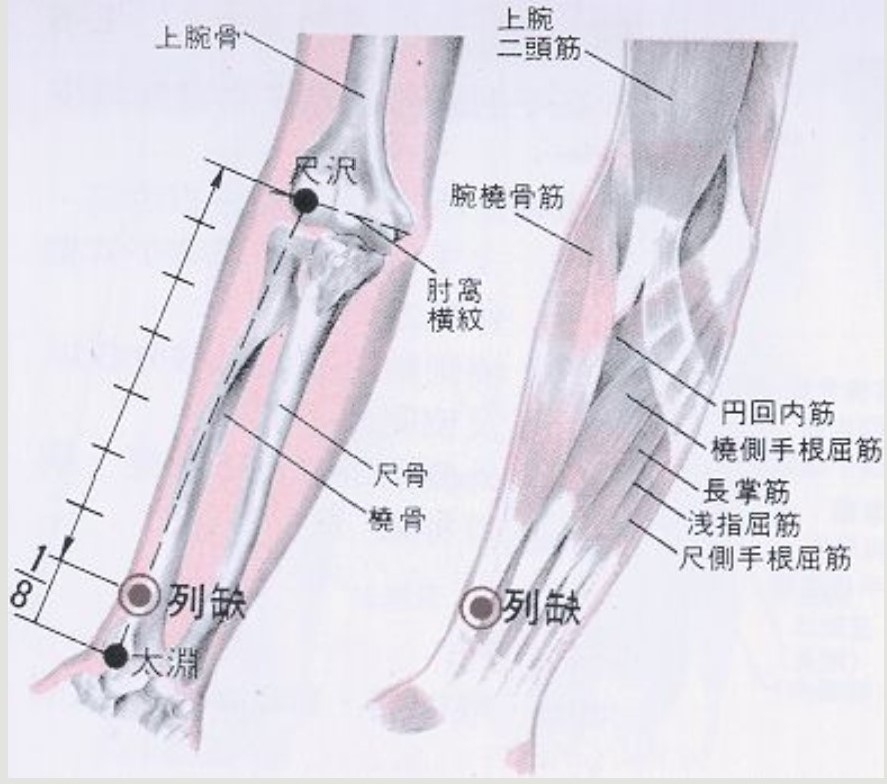 上腕骨
尺沢
肘窩
横紋
尺骨
橈骨
1
8
列缺
太淵
上腕
二頭筋
腕橈骨筋
円回内筋
橈側手根屈筋
長掌筋
浅指屈筋
尺側手根屈筋
列缺